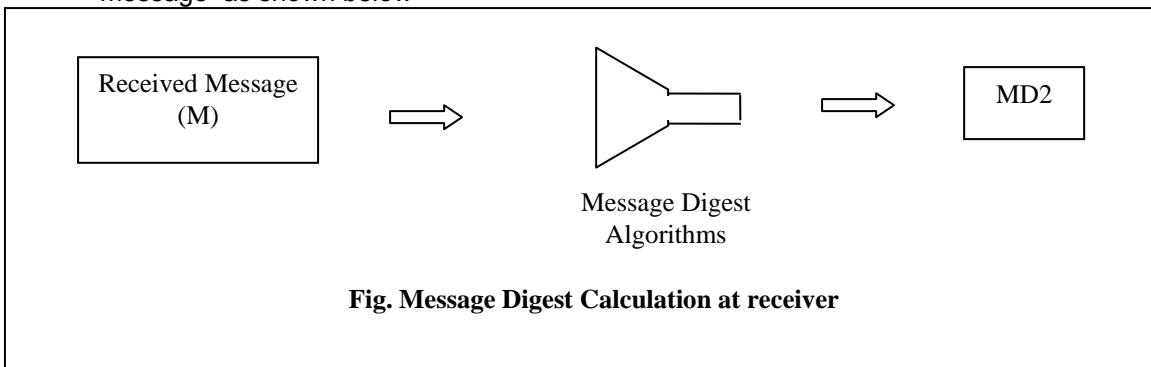 message" as shown below
Received Message
(M)
MD2
Message Digest
Algorithms
Fig. Message Digest Calculation at receiver